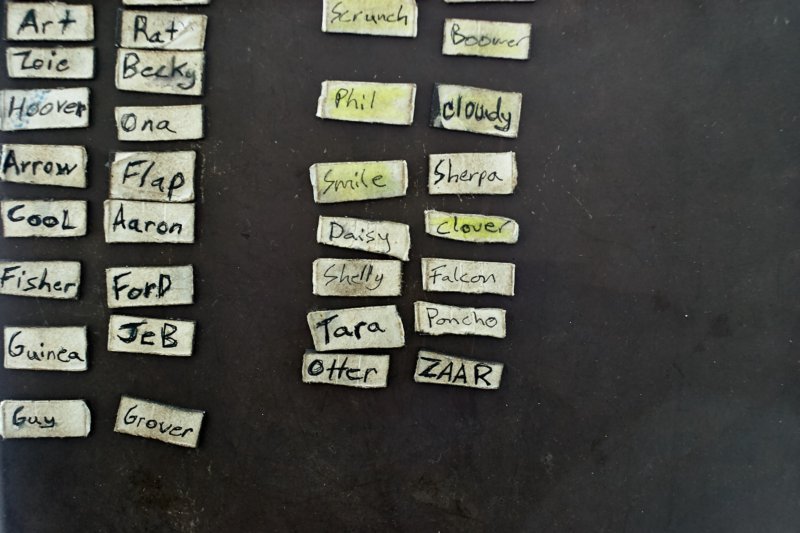 Art
Rat
Zoie
Becky
Hoover
Ona
Arrow
Flap
CooL
Aaron
Fisher
ForD
JeB
Guinea
Guy
Grover
Scrunch
Boomer
Phil
cloudy
Smile
Sherpa
Daisy
clover
Shelly
Falcon
Tara
Poncho
Otter
ZAAR